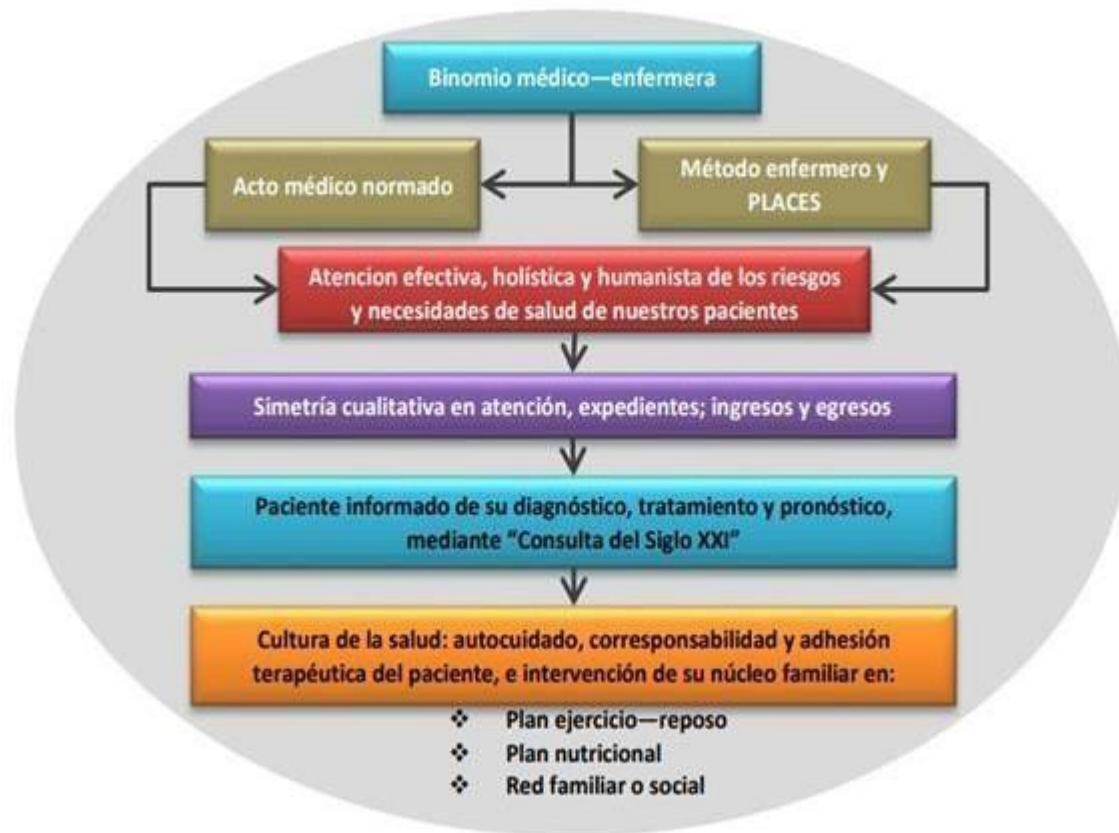 Binomio médico—enfermera
Acto médico normado
Método enfermero y
PLACES
Atencion efectiva, holística y humanista de los riesgos
y necesidades de salud de nuestros pacientes
Simetría cualitativa en atención, expedientes; ingresos y egresos
Paciente informado de su diagnóstico, tratamiento y pronóstico,
mediante “Consulta del Siglo XXI”
Cultura de la salud: autocuidado, corresponsabilidad y adhesión
terapéutica del paciente, e intervención de su núcleo familiar en:
❖ Plan ejercicio—reposo
❖ Plan nutricional
❖ Red familiar o social